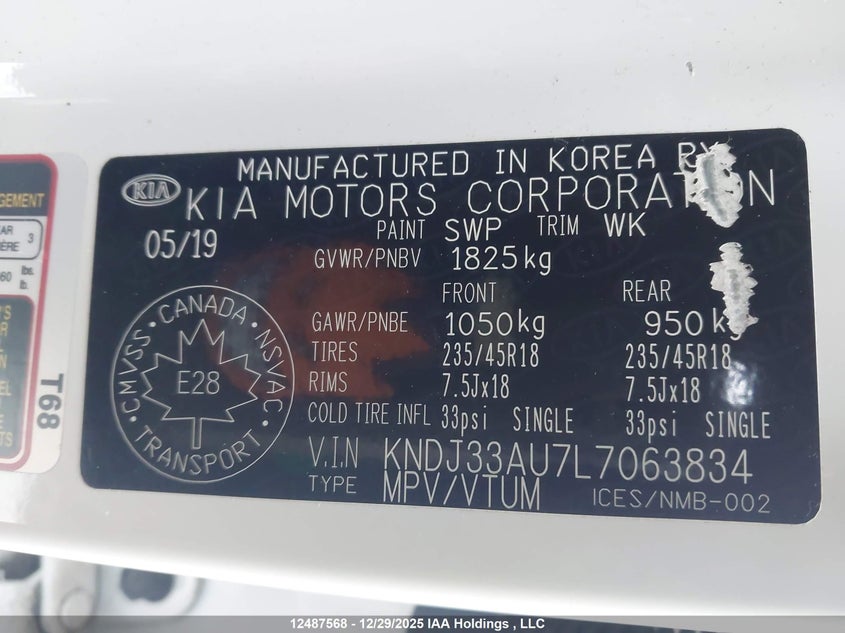 MANUFACTURED IN KOREA BY
KIA
KIA MOTORS CORPORATION
05/19
PAINT SWP TRIM WK
GVWR/PNBV 1825kg
FRONT REAR
GAWR/PNBE 1050kg 950kg
TIRES 235/45R18 235/45R18
RIMS 7.5Jx18 7.5Jx18
COLD TIRE INFL 33psi SINGLE 33psi SINGLE
V.I.N KNDJ33AU7L7063834
TYPE MPV/VTUM
ICES/NMB-002
CMVSS • CANADA • NSVAC • TRANSPORT •
E28
T68
3
lbs.
lb.
12487568 - 12/29/2025 IAA Holdings , LLC